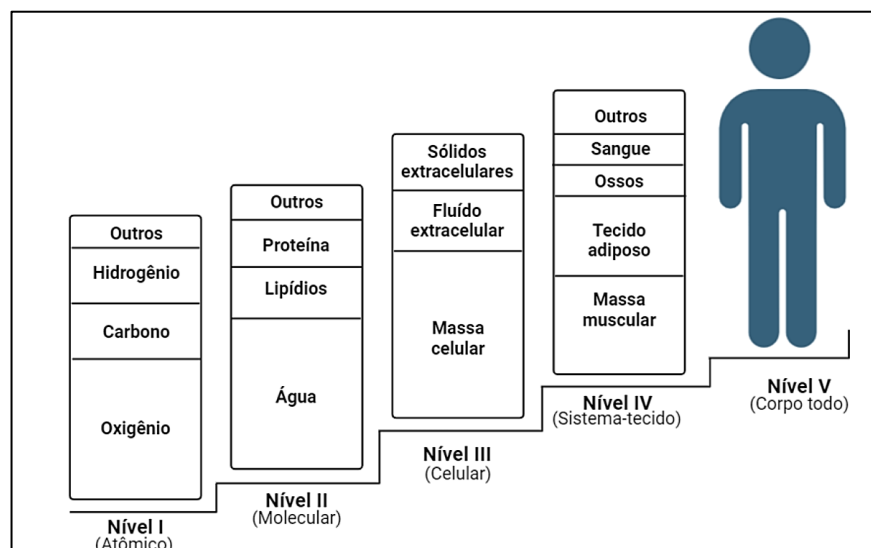 Outros
Hidrogênio
Carbono
Oxigênio
Nível I
(Atômico)
Outros
Proteína
Lipídios
Água
Nível II
(Molecular)
Sólidos
extracelulares
Fluído
extracelular
Massa
celular
Nível III
(Celular)
Outros
Sangue
Ossos
Tecido
adiposo
Massa
muscular
Nível IV
(Sistema-tecido)
Nível V
(Corpo todo)